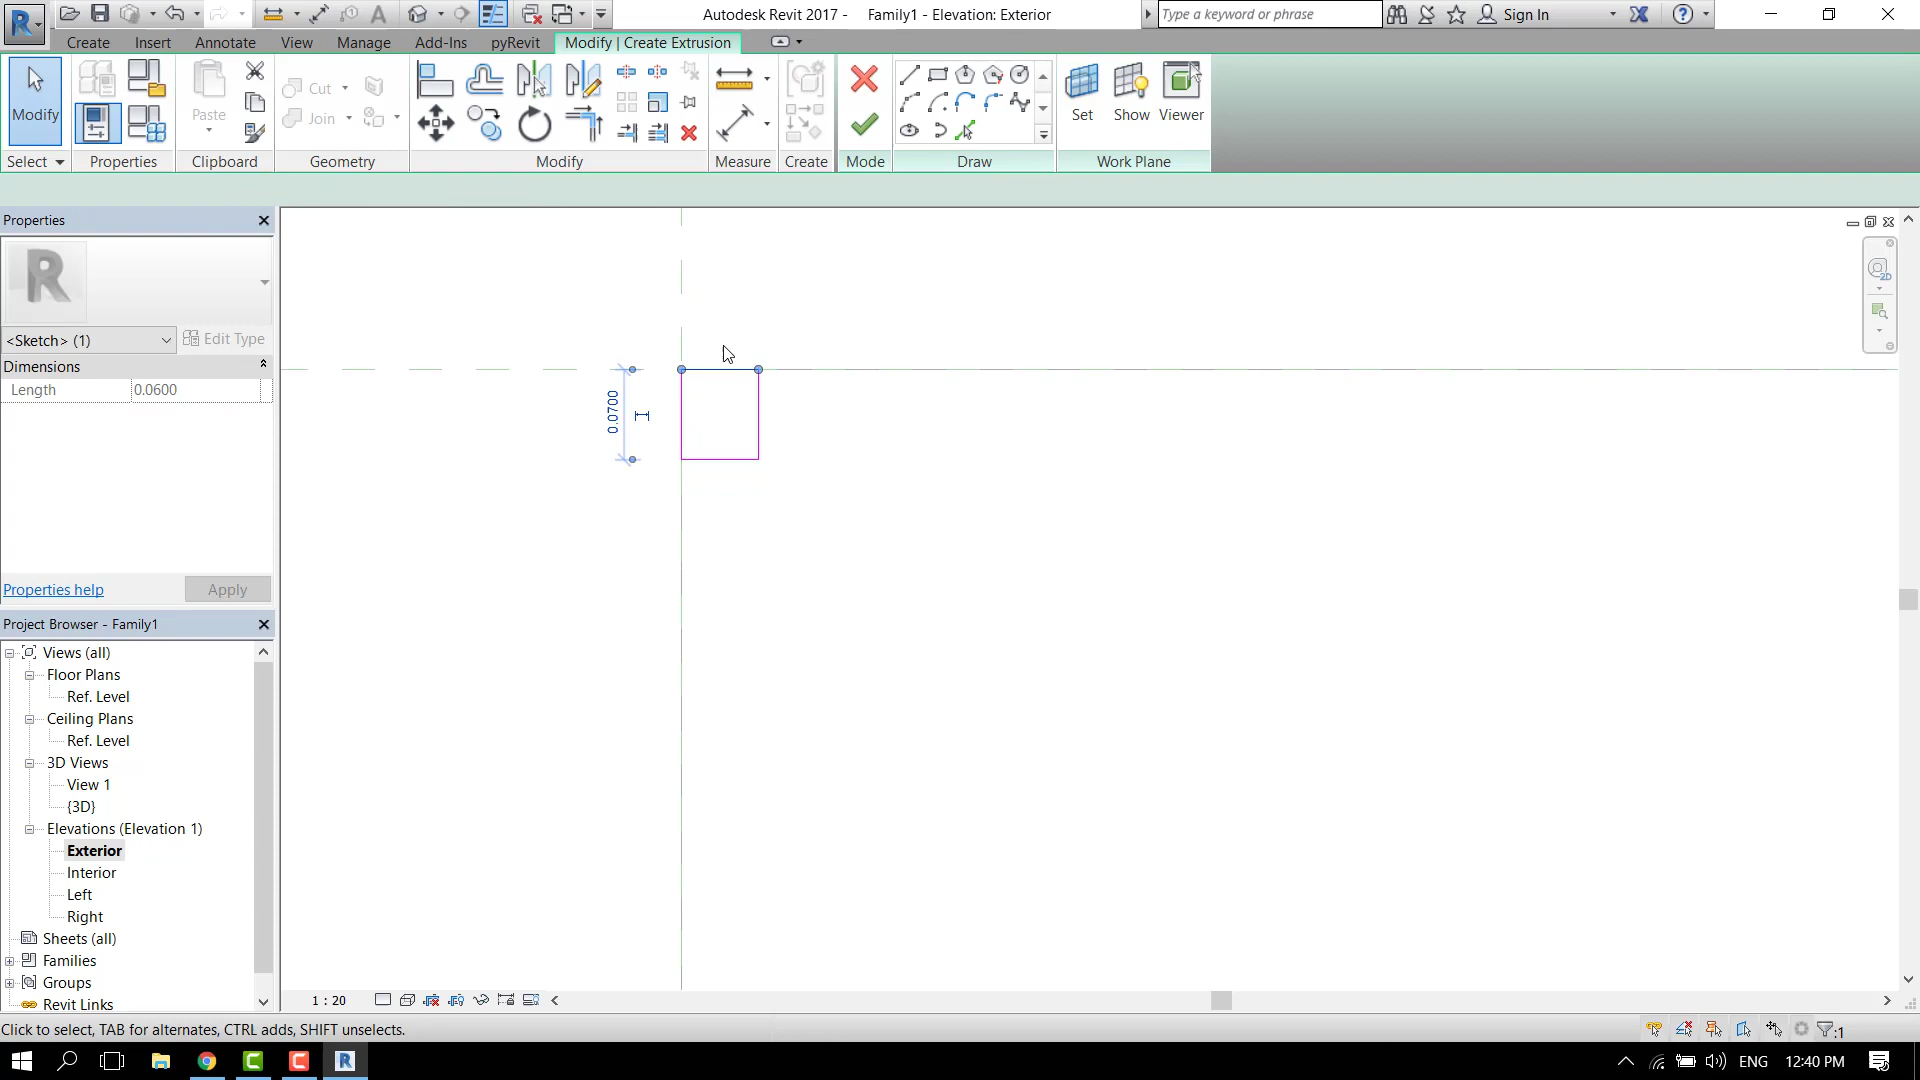 Autodesk Revit 2017 - Family1 - Elevation: Exterior
Type a keyword or phrase
Sign In
Create Insert Annotate View Manage Add-Ins pyRevit Modify | Create Extrusion
Modify
Paste
Cut
Join
Set Show Viewer
Select Properties Clipboard Geometry Modify Measure Create Mode Draw Work Plane
Properties
R
<Sketch> (1)
Edit Type
Dimensions
Length 0.0600
0.0700
Properties help
Apply
Project Browser - Family1
Views (all)
Floor Plans
Ref. Level
Ceiling Plans
Ref. Level
3D Views
View 1
{3D}
Elevations (Elevation 1)
Exterior
Interior
Left
Right
Sheets (all)
Families
Groups
Revit Links
1 : 20
Click to select, TAB for alternates, CTRL adds, SHIFT unselects.
:1
ENG 12:40 PM